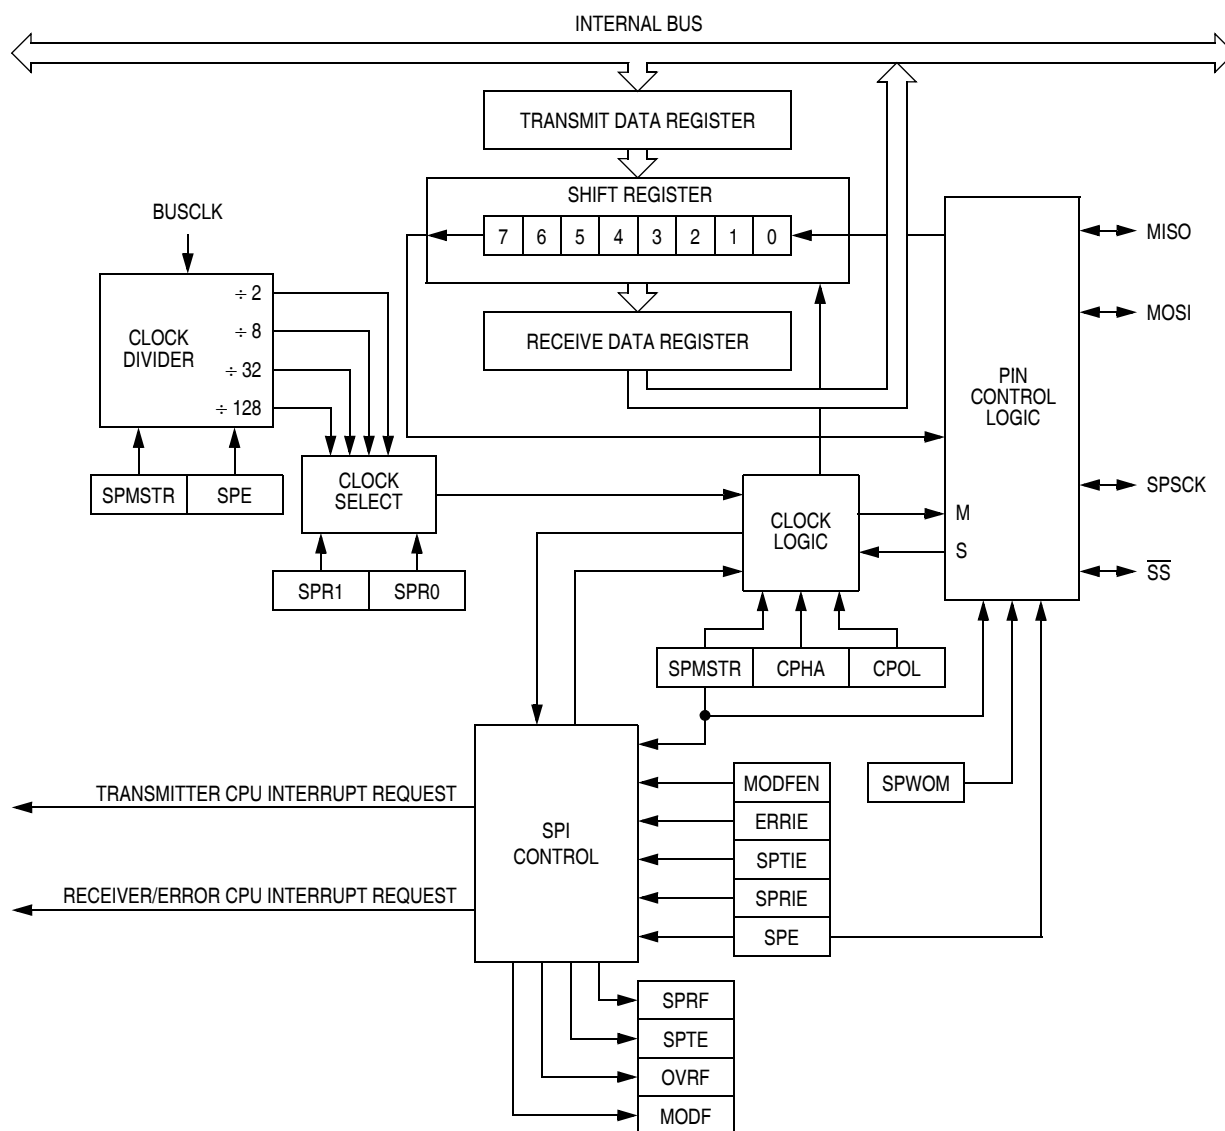 INTERNAL BUS
TRANSMIT DATA REGISTER
SHIFT REGISTER
7 6 5 4 3 2 1 0
BUSCLK
MISO
÷ 2
CLOCK
DIVIDER
÷ 8
÷ 32
÷ 128
MOSI
RECEIVE DATA REGISTER
PIN
CONTROL
LOGIC
SPMSTR SPE
CLOCK
SELECT
SPSCK
M
CLOCK
LOGIC
S
SS
SPR1 SPR0
SPMSTR CPHA CPOL
TRANSMITTER CPU INTERRUPT REQUEST
MODFEN
SPWOM
ERRIE
SPI
CONTROL
SPTIE
RECEIVER/ERROR CPU INTERRUPT REQUEST
SPRIE
SPE
SPRF
SPTE
OVRF
MODF